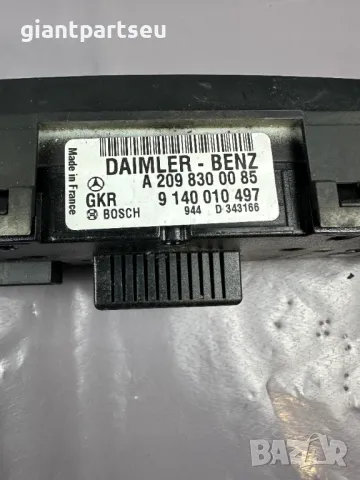 giantpartseu
Made in France
DAIMLER - BENZ
A 209 830 00 85
GKR 9 140 010 497
BOSCH 944 D 343166
BAZAR